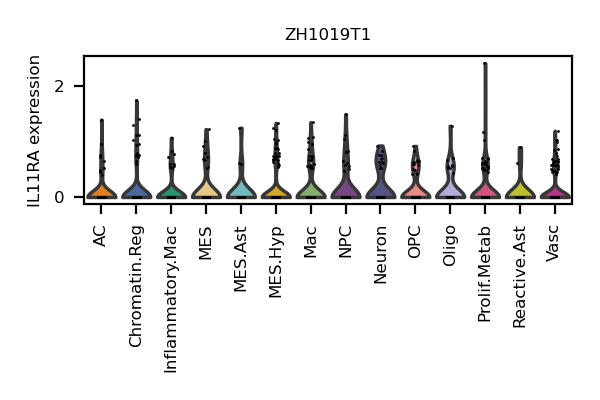 ZH1019T1
IL11RA expression
2
0
AC
Chromatin.Reg
Inflammatory.Mac
MES
MES.Ast
MES.Hyp
Mac
NPC
Neuron
OPC
Oligo
Prolif.Metab
Reactive.Ast
Vasc